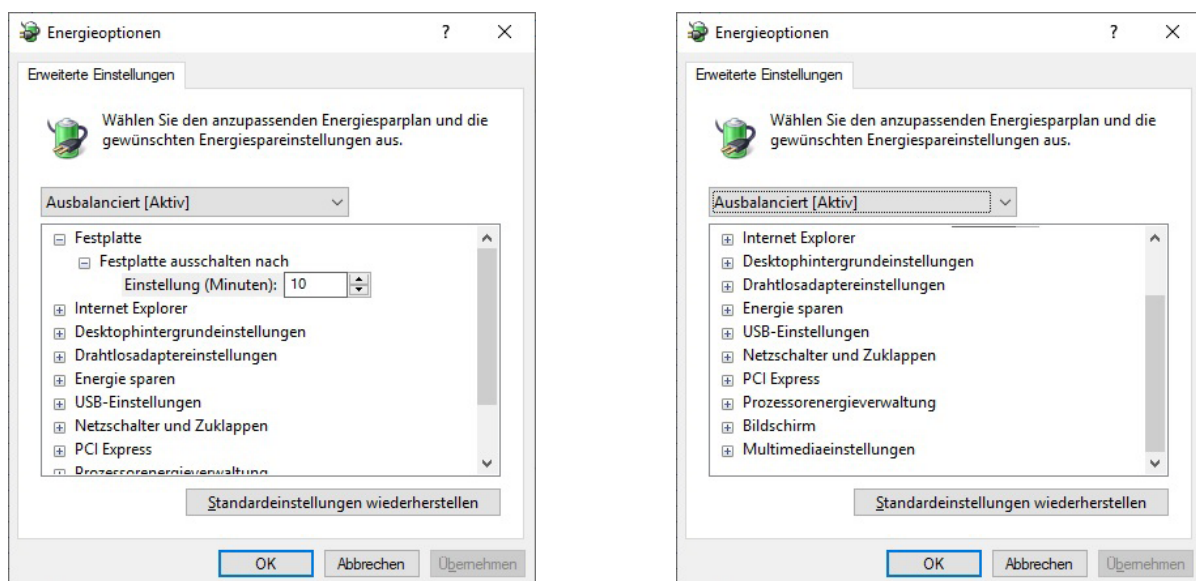 Energieoptionen
Erweiterte Einstellungen
Wählen Sie den anzupassenden Energiesparplan und die
gewünschten Energiespareinstellungen aus.
Ausbalanciert [Aktiv]
Festplatte
Festplatte ausschalten nach
Einstellung (Minuten): 10
Internet Explorer
Desktophintergrundeinstellungen
Drahtlosadaptereinstellungen
Energie sparen
USB-Einstellungen
Netzschalter und Zuklappen
PCI Express
Prozessorenergieverwaltung
Standardeinstellungen wiederherstellen
OK Abbrechen Übernehmen
Energieoptionen
Erweiterte Einstellungen
Wählen Sie den anzupassenden Energiesparplan und die
gewünschten Energiespareinstellungen aus.
Ausbalanciert [Aktiv]
Internet Explorer
Desktophintergrundeinstellungen
Drahtlosadaptereinstellungen
Energie sparen
USB-Einstellungen
Netzschalter und Zuklappen
PCI Express
Prozessorenergieverwaltung
Bildschirm
Multimediaeinstellungen
Standardeinstellungen wiederherstellen
OK Abbrechen Übernehmen